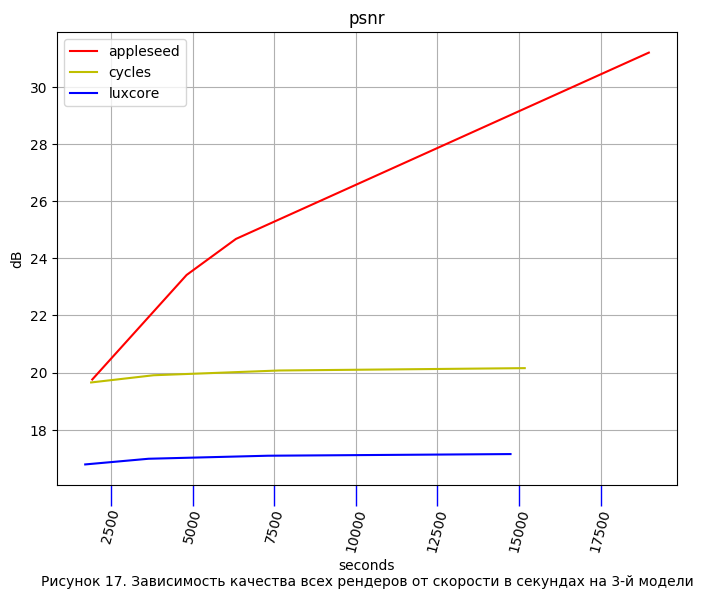 psnr
appleseed
cycles
luxcore
dB
30
28
26
24
22
20
18
2500
5000
7500
10000
12500
15000
17500
seconds
Рисунок 17. Зависимость качества всех рендеров от скорости в секундах на 3-й модели